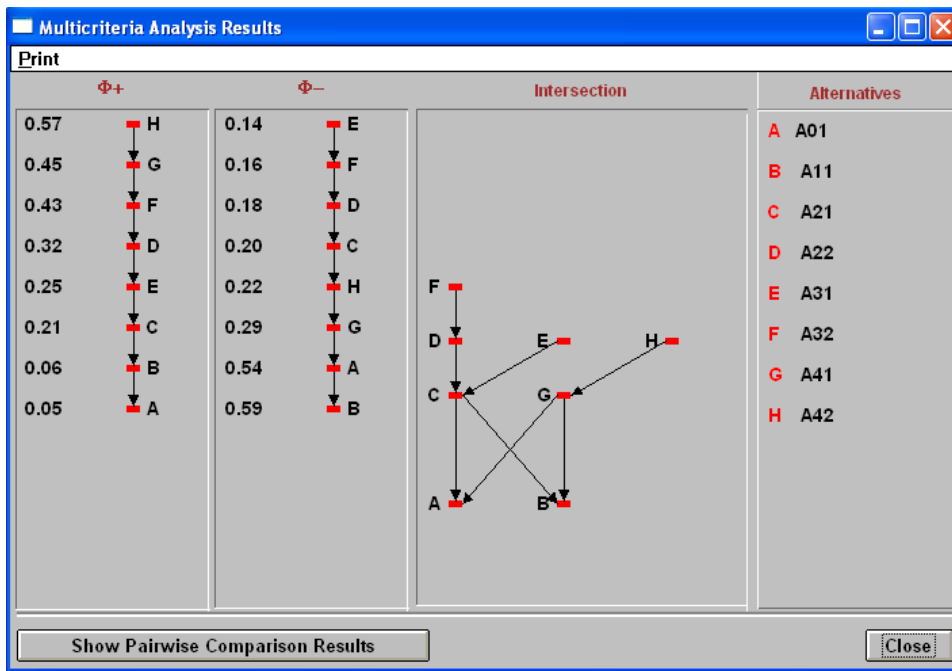 Multicriteria Analysis Results
Print
Φ+ Φ− Intersection Alternatives
0.57 H
0.45 G
0.43 F
0.32 D
0.25 E
0.21 C
0.06 B
0.05 A
0.14 E
0.16 F
0.18 D
0.20 C
0.22 H
0.29 G
0.54 A
0.59 B
F
D E H
C G
A B
A A01
B A11
C A21
D A22
E A31
F A32
G A41
H A42
Show Pairwise Comparison Results Close